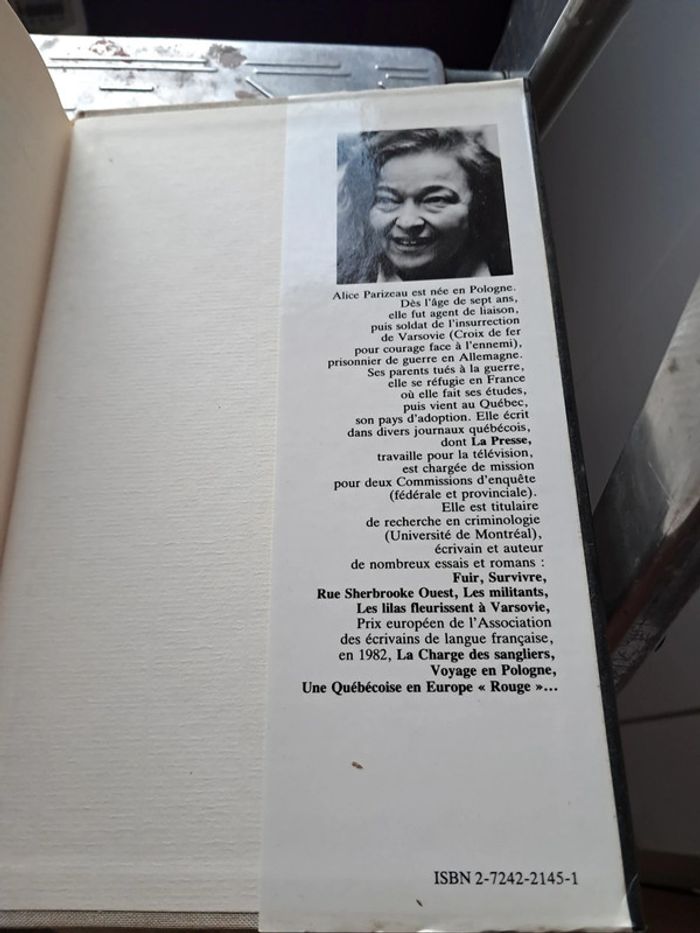 Alice Parizeau est née en Pologne.
Dès l'âge de sept ans,
elle fut agent de liaison,
puis soldat de l'insurrection
de Varsovie (Croix de fer
pour courage face à l'ennemi),
prisonnier de guerre en Allemagne.
Ses parents tués à la guerre,
elle se réfugie en France
où elle fait ses études,
puis vient au Québec,
son pays d'adoption. Elle écrit
dans divers journaux québécois,
dont La Presse,
travaille pour la télévision,
est chargée de mission
pour deux Commissions d'enquête
(fédérale et provinciale).
Elle est titulaire
de recherche en criminologie
(Université de Montréal),
écrivain et auteur
de nombreux essais et romans :
Fuir, Survivre,
Rue Sherbrooke Ouest, Les militants,
Les lilas fleurissent à Varsovie,
Prix européen de l'Association
des écrivains de langue française,
en 1982, La Charge des sangliers,
Voyage en Pologne,
Une Québécoise en Europe « Rouge »...
ISBN 2-7242-2145-1